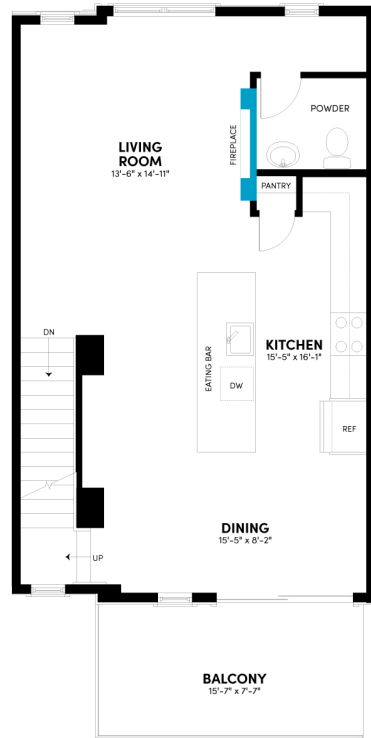 POWDER
LIVING
ROOM
13'-6" x 14'-11"
FIREPLACE
PANTRY
DN
KITCHEN
15'-5" x 16'-1"
EATING BAR
DW
REF
DINING
15'-5" x 8'-2"
UP
BALCONY
15'-7" x 7'-7"